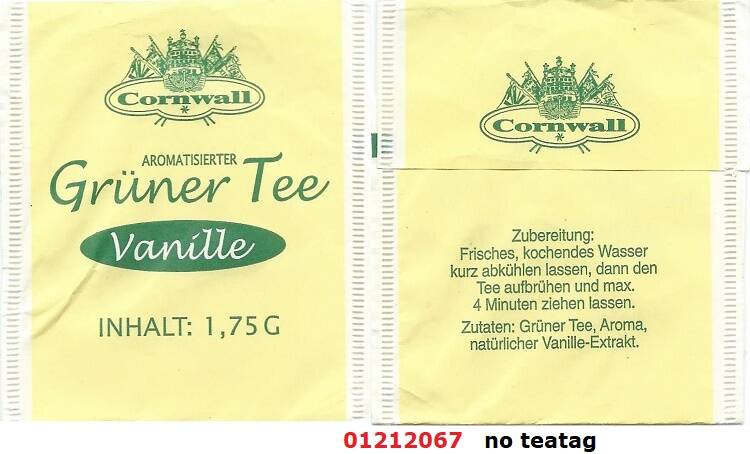 Cornwall
AROMATISIERTER
Grüner Tee
Vanille
INHALT: 1,75 G
Cornwall
Zubereitung:
Frisches, kochendes Wasser
kurz abkühlen lassen, dann den
Tee aufbrühen und max.
4 Minuten ziehen lassen.
Zutaten: Grüner Tee, Aroma,
natürlicher Vanille-Extrakt.
01212067 no teatag